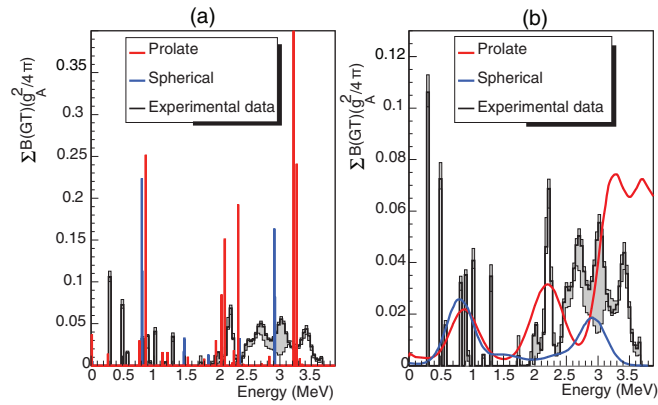 (a)
(b)
ΣB(GT)(g²_A/4π)
0.35
0.3
0.25
0.2
0.15
0.1
0.05
0
Prolate
Spherical
Experimental data
0 0.5 1 1.5 2 2.5 3 3.5
Energy (MeV)
ΣB(GT)(g²_A/4π)
0.12
0.1
0.08
0.06
0.04
0.02
0
Prolate
Spherical
Experimental data
0 0.5 1 1.5 2 2.5 3 3.5
Energy (MeV)